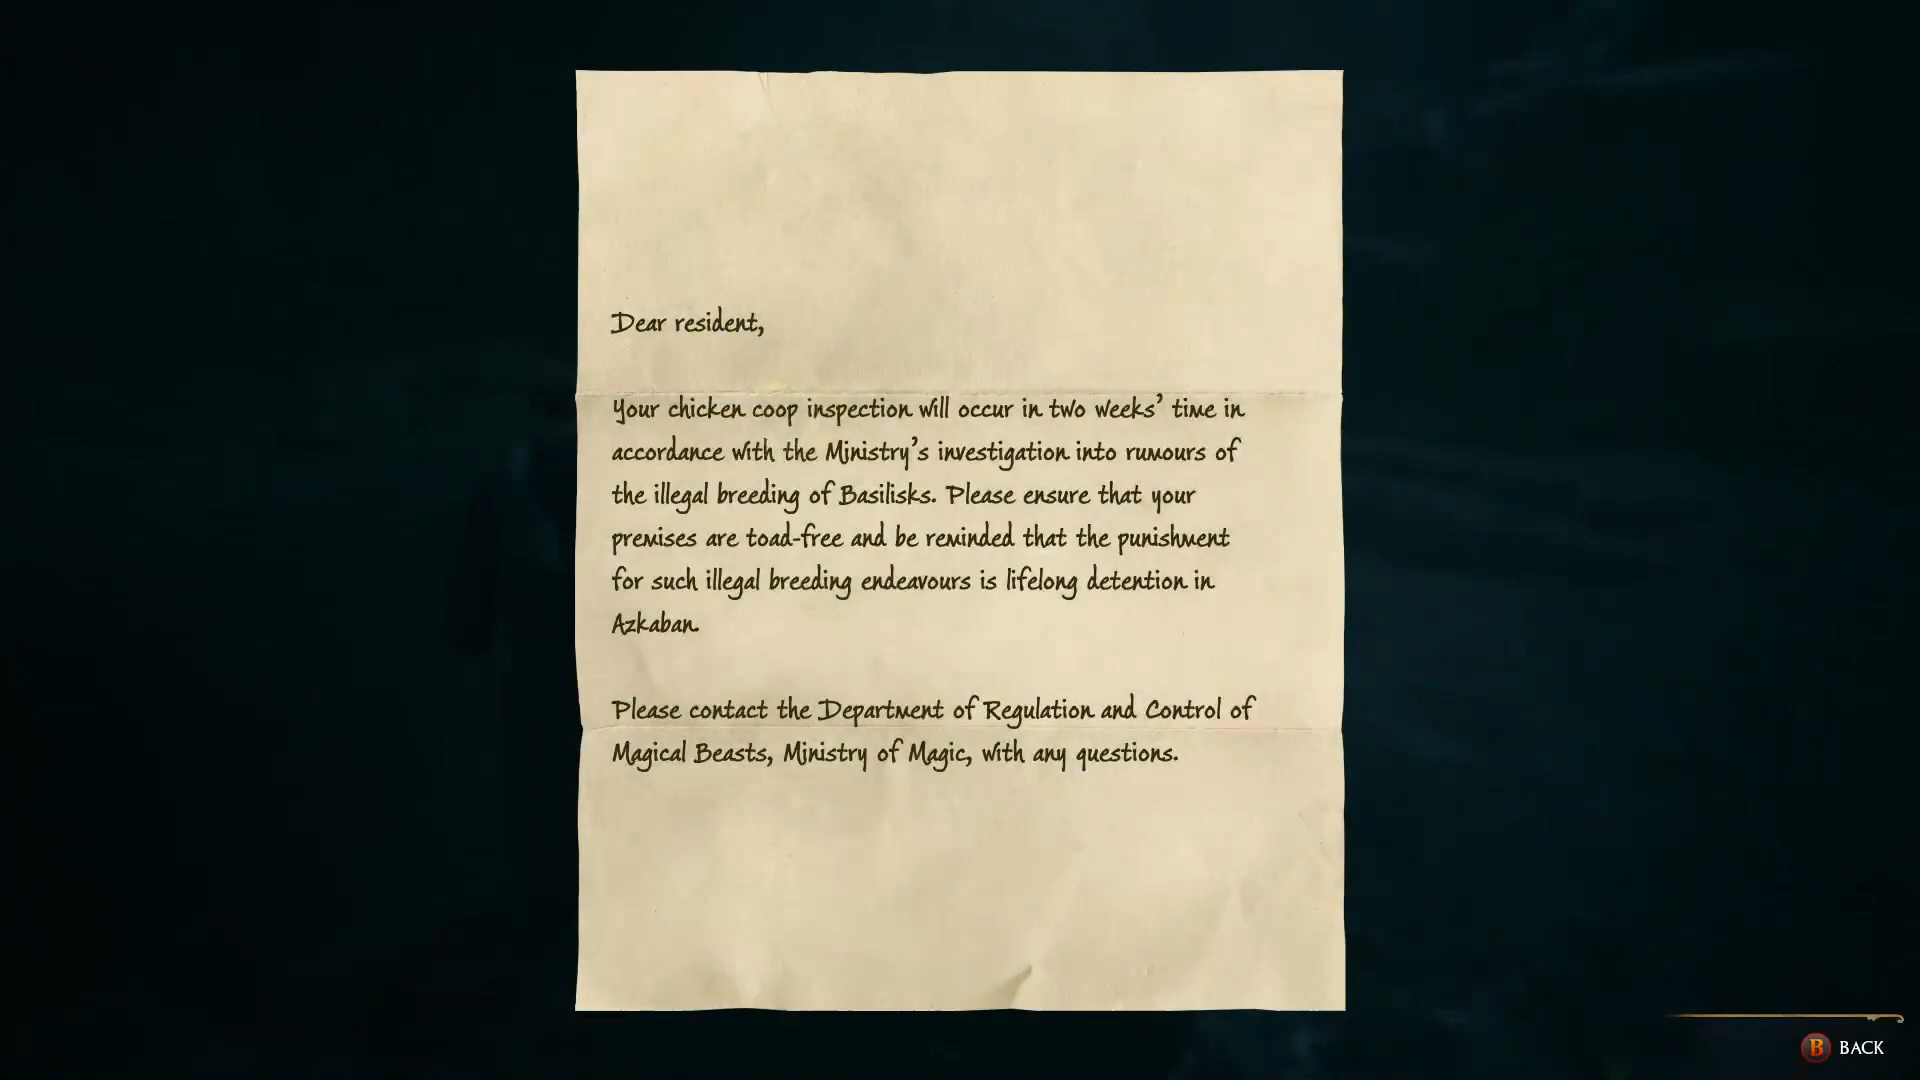 Dear resident,
Your chicken coop inspection will occur in two weeks' time in
accordance with the Ministry's investigation into rumours of
the illegal breeding of Basilisks. Please ensure that your
premises are toad-free and be reminded that the punishment
for such illegal breeding endeavours is lifelong detention in
Azkaban.
Please contact the Department of Regulation and Control of
Magical Beasts, Ministry of Magic, with any questions.
B BACK